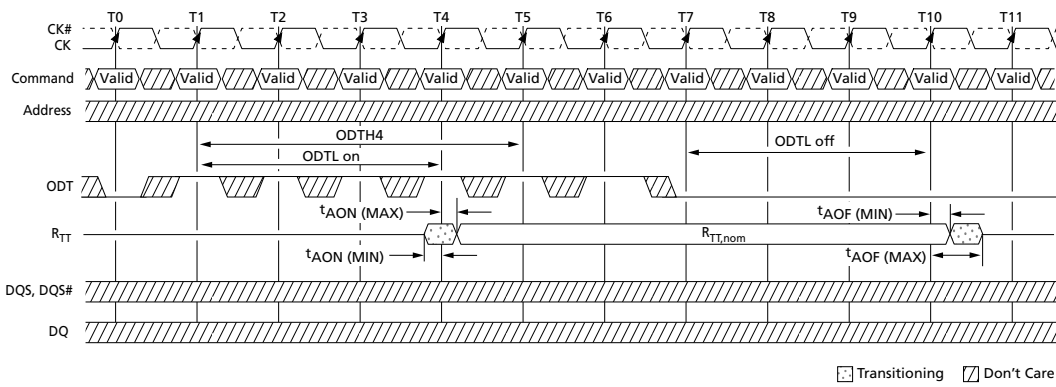 T0 T1 T2 T3 T4 T5 T6 T7 T8 T9 T10 T11
CK#
CK
Command Valid Valid Valid Valid Valid Valid Valid Valid Valid Valid Valid Valid
Address
ODTH4
ODTL on
ODTL off
ODT
tAON (MAX)
tAOF (MIN)
RTT
RTT,nom
tAON (MIN)
tAOF (MAX)
DQS, DQS#
DQ
Transitioning Don't Care